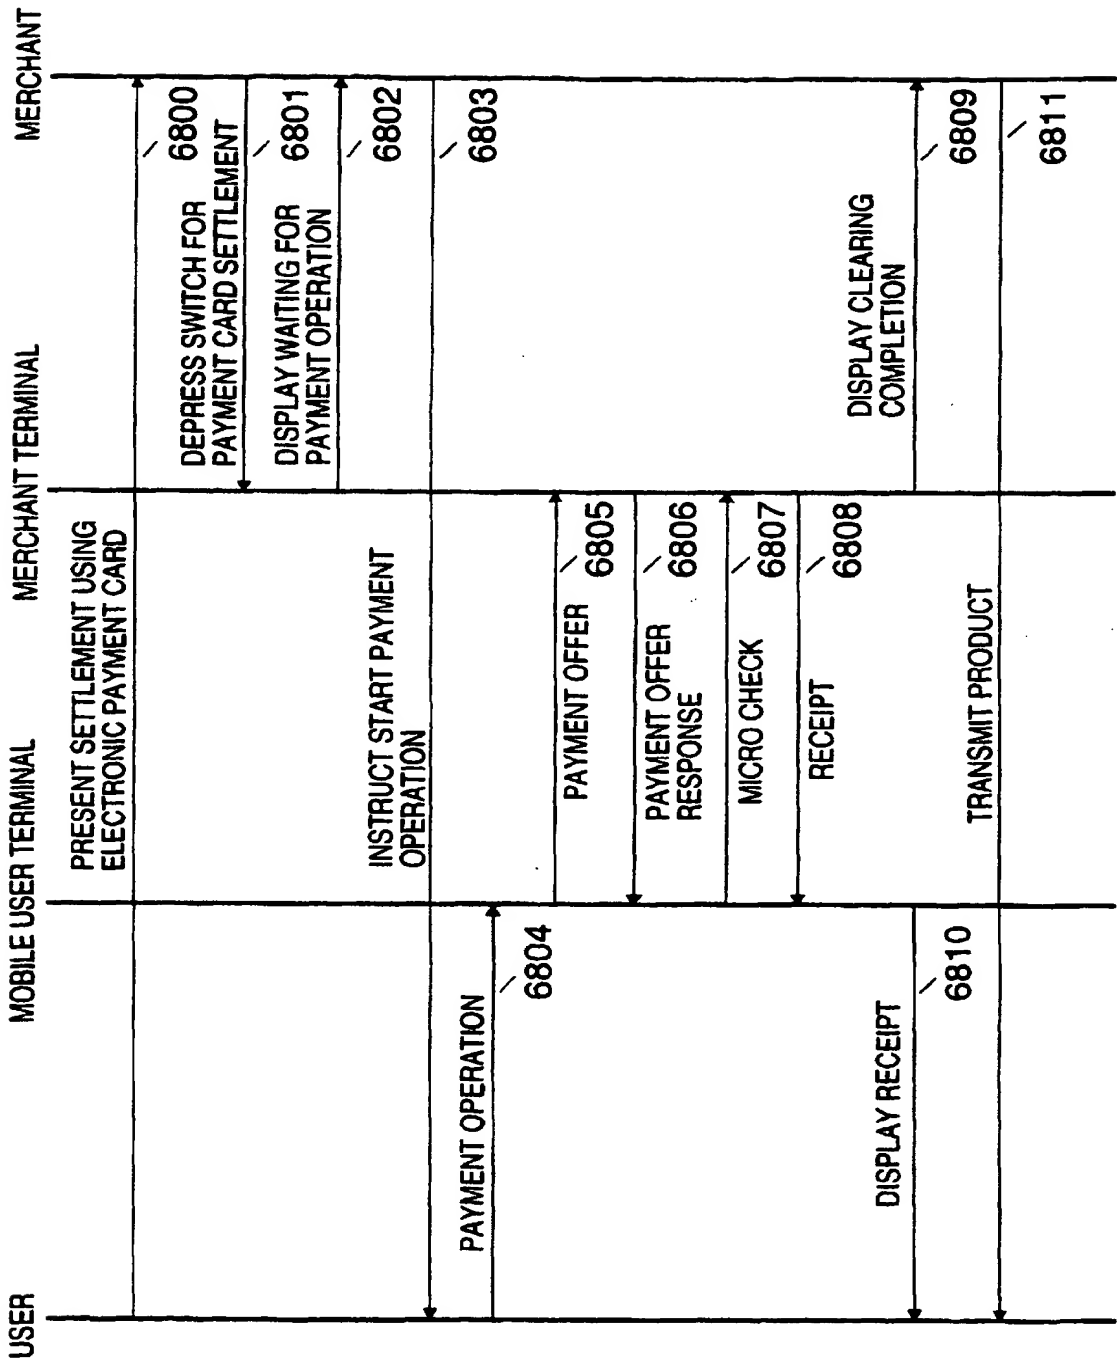 USER
MOBILE USER TERMINAL
MERCHANT TERMINAL
MERCHANT
PRESENT SETTLEMENT USING
ELECTRONIC PAYMENT CARD
6800
DEPRESS SWITCH FOR
PAYMENT CARD SETTLEMENT
6801
DISPLAY WAITING FOR
PAYMENT OPERATION
6802
INSTRUCT START PAYMENT
OPERATION
6803
PAYMENT OPERATION
6804
PAYMENT OFFER
6805
PAYMENT OFFER
RESPONSE
6806
MICRO CHECK
6807
RECEIPT
6808
DISPLAY CLEARING
COMPLETION
6809
DISPLAY RECEIPT
6810
TRANSMIT PRODUCT
6811